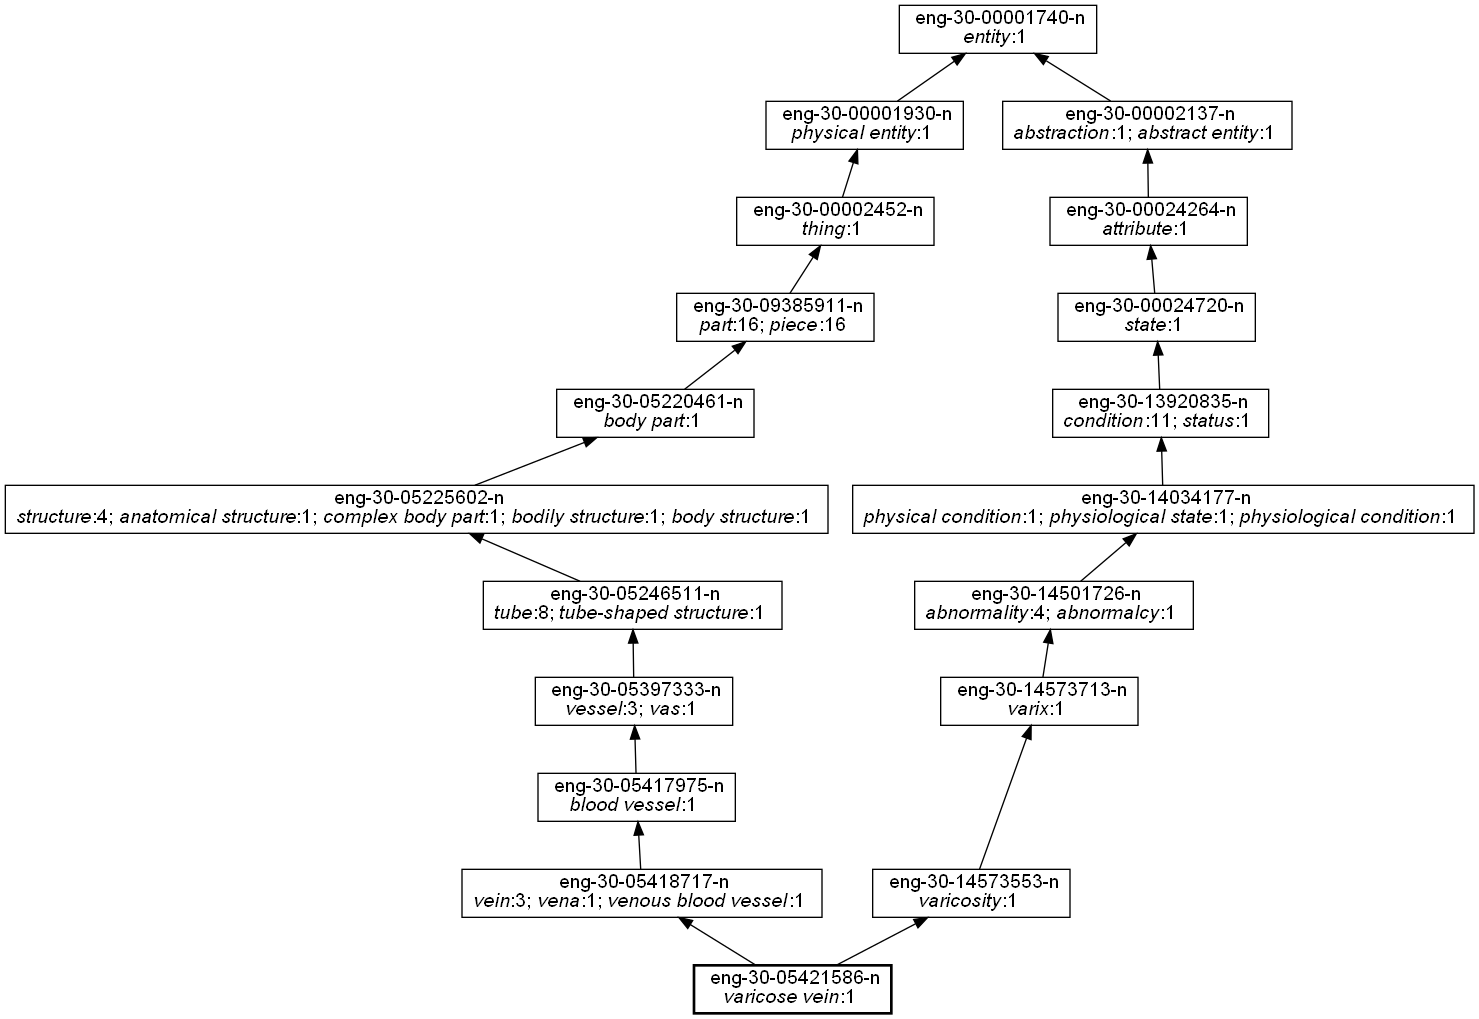 eng-30-00001740-n
entity:1
eng-30-00001930-n
physical entity:1
eng-30-00002137-n
abstraction:1; abstract entity:1
eng-30-00002452-n
thing:1
eng-30-00024264-n
attribute:1
eng-30-09385911-n
part:16; piece:16
eng-30-00024720-n
state:1
eng-30-05220461-n
body part:1
eng-30-13920835-n
condition:11; status:1
eng-30-05225602-n
structure:4; anatomical structure:1; complex body part:1; bodily structure:1; body structure:1
eng-30-14034177-n
physical condition:1; physiological state:1; physiological condition:1
eng-30-05246511-n
tube:8; tube-shaped structure:1
eng-30-14501726-n
abnormality:4; abnormalcy:1
eng-30-05397333-n
vessel:3; vas:1
eng-30-14573713-n
varix:1
eng-30-05417975-n
blood vessel:1
eng-30-05418717-n
vein:3; vena:1; venous blood vessel:1
eng-30-14573553-n
varicosity:1
eng-30-05421586-n
varicose vein:1